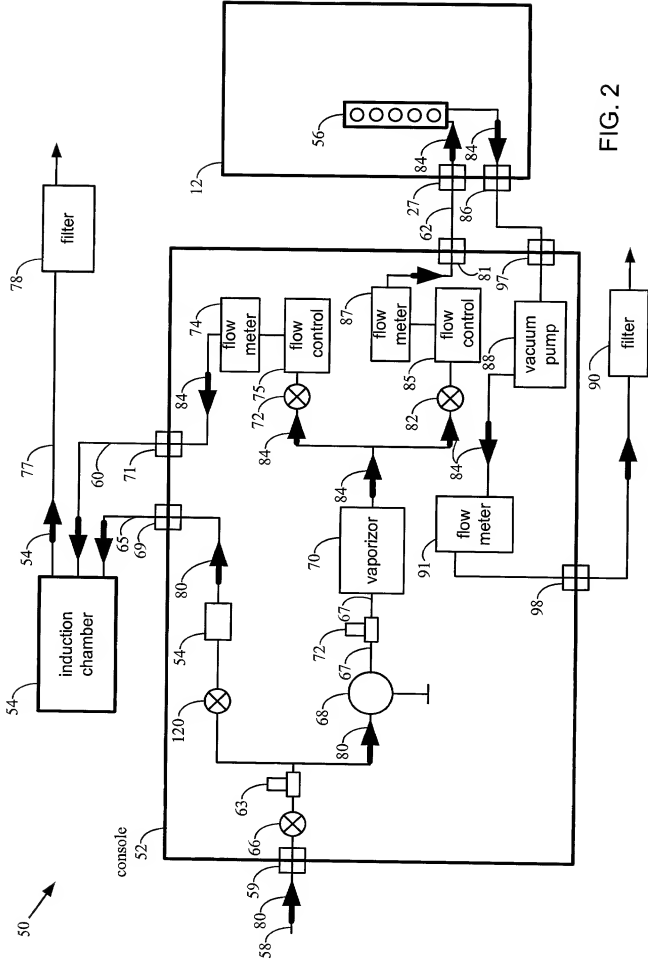 50
54
induction
chamber
54
77
78
filter
console
52
65
69
60
71
80
84
74
flow
meter
12
120
54
75
flow
control
72
84
58
80
59
66
63
56
80
68
67
72
67
70
vaporizor
84
87
flow
meter
84
62
27
84
82
85
flow
control
81
86
84
91
flow
meter
84
88
vacuum
pump
97
98
90
filter
FIG. 2